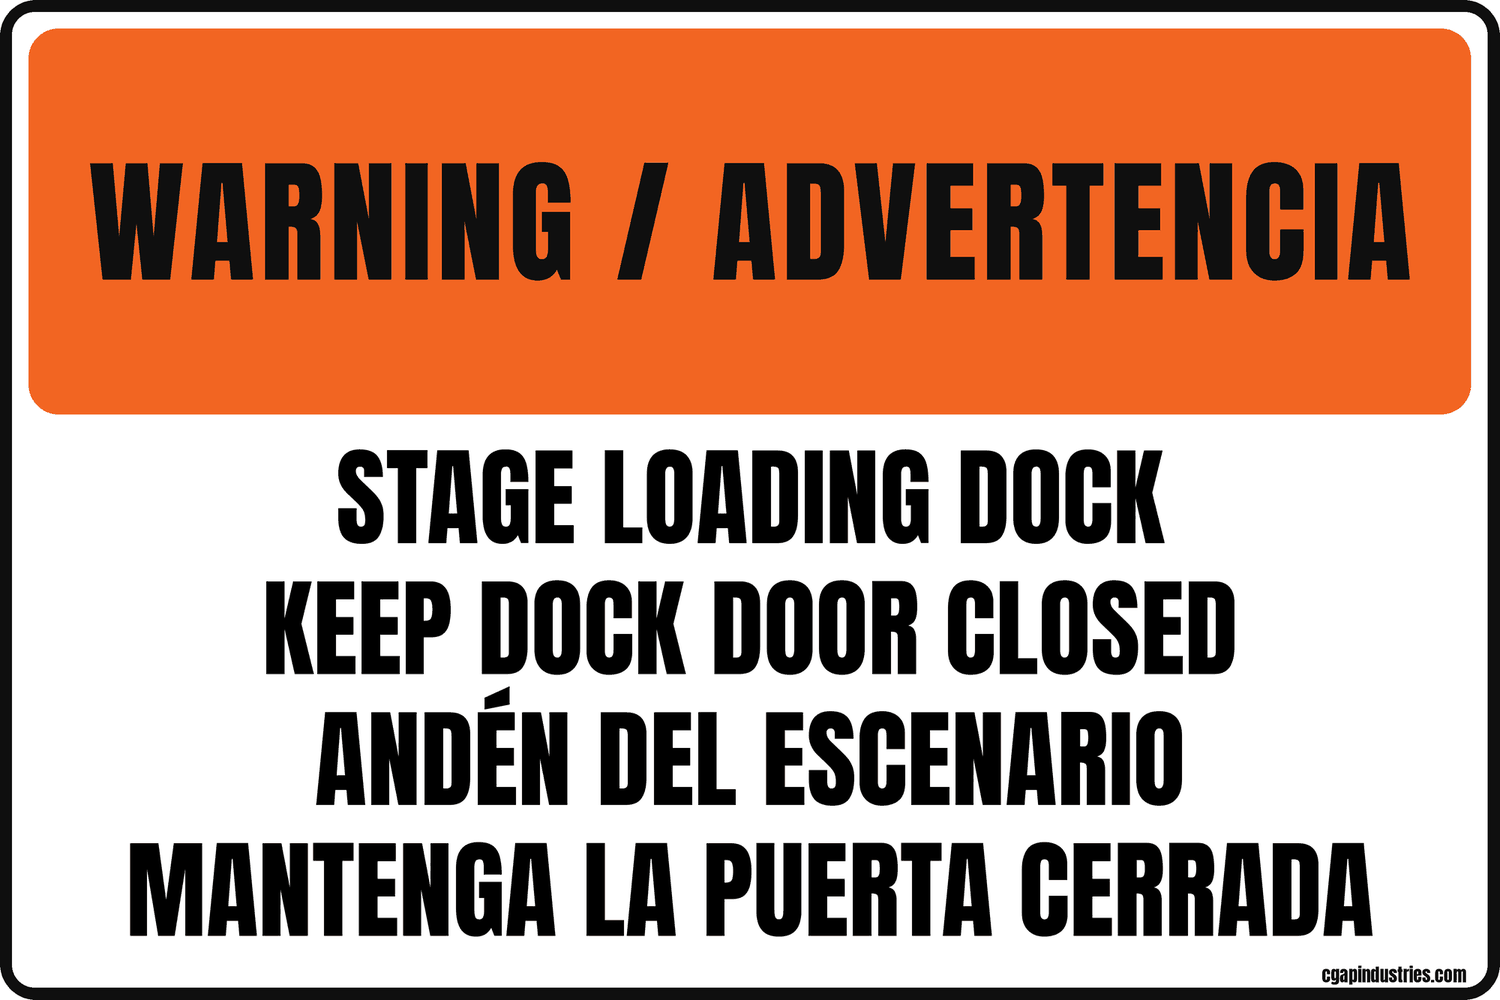 WARNING / ADVERTENCIA
STAGE LOADING DOCK
KEEP DOCK DOOR CLOSED
ANDÉN DEL ESCENARIO
MANTENGA LA PUERTA CERRADA
cgapindustries.com